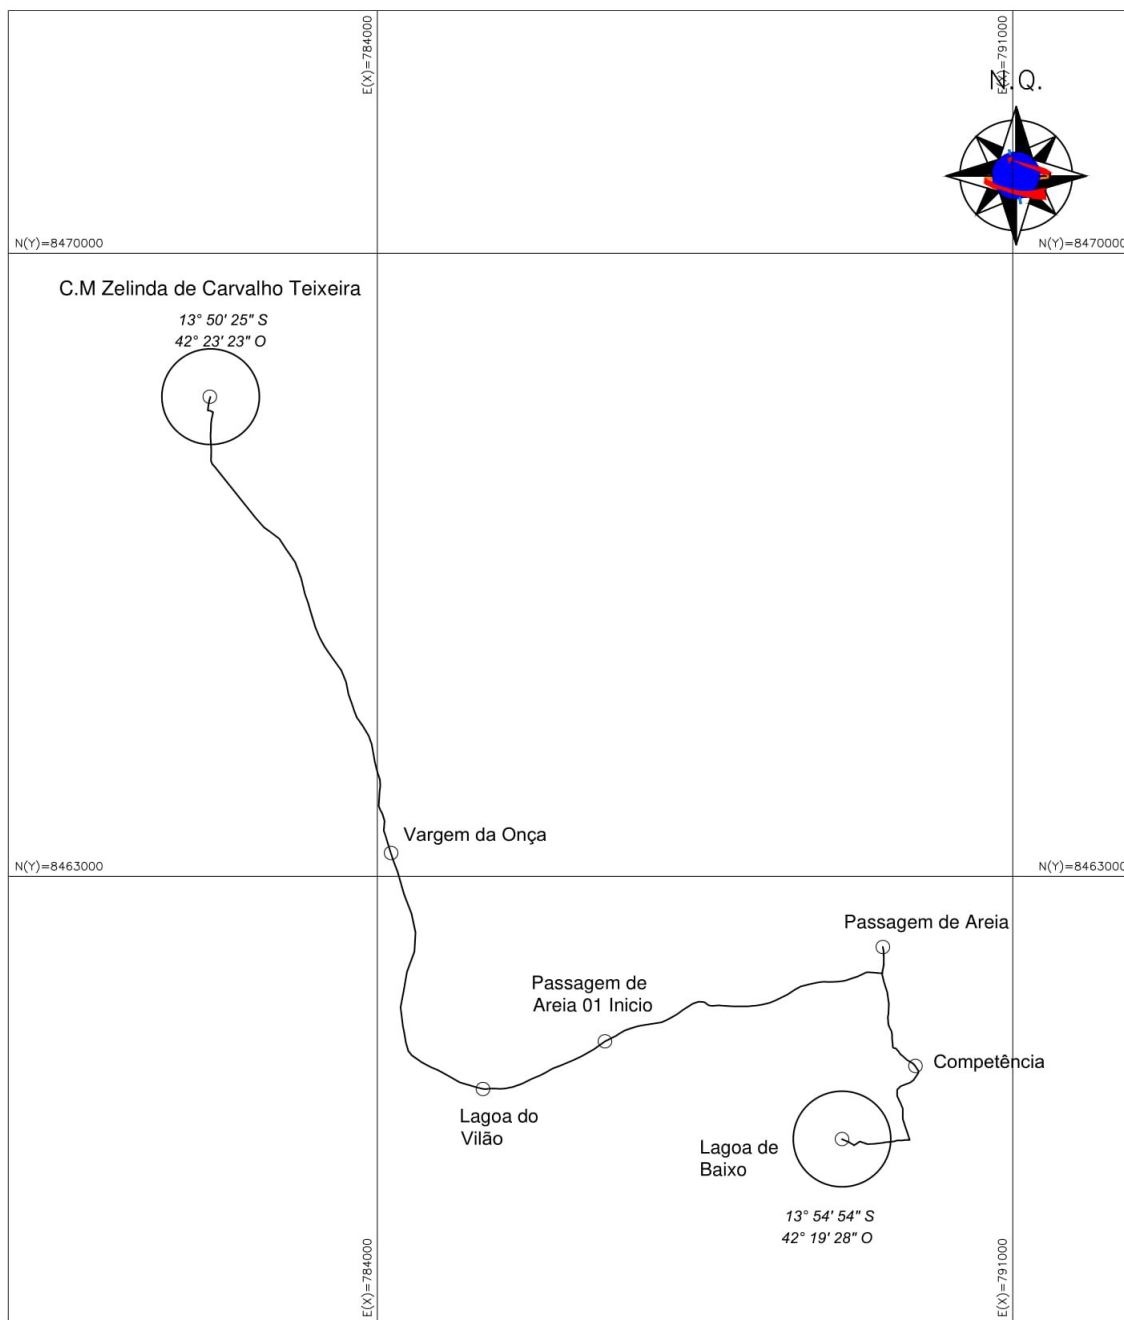 E(X)=784000
E(X)=791000
N.Q.
N(Y)=8470000
N(Y)=8470000
C.M Zelinda de Carvalho Teixeira
13° 50' 25" S
42° 23' 23" O
Vargem da Onça
N(Y)=8463000
N(Y)=8463000
Passagem de Areia
Passagem de
Areia 01 Inicio
Competência
Lagoa do
Vilão
Lagoa de
Baixo
13° 54' 54" S
42° 19' 28" O
E(X)=784000
E(X)=791000